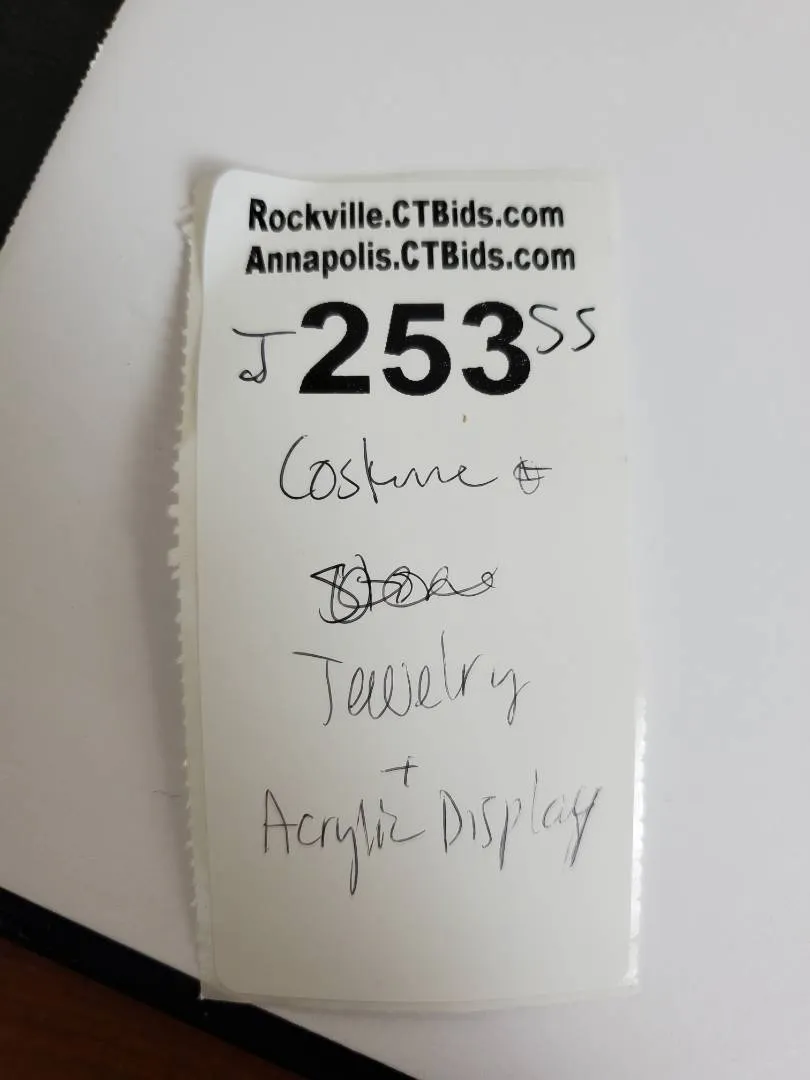 Rockville.CTBids.com
Annapolis.CTBids.com
J 253 SS
Costume +
Jewelry
+
Acrylic Display